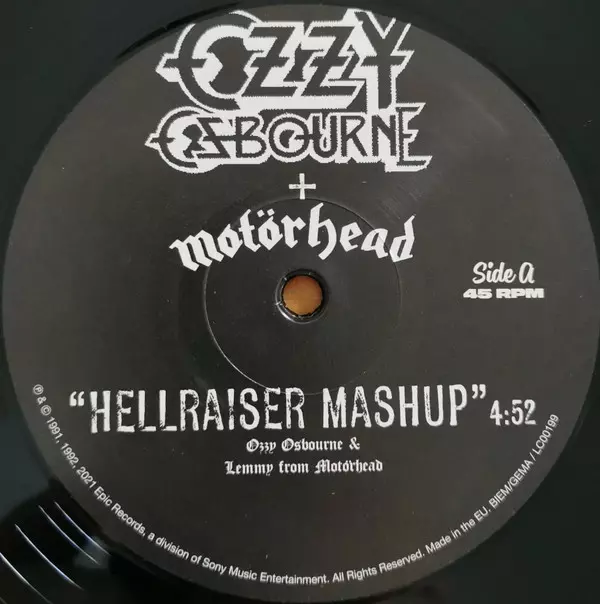 OZZY
OSBOURNE
+
motörhead
Side A
45 RPM
"HELLRAISER MASHUP" 4:52
Ozzy Osbourne &
Lemmy from Motörhead
℗ & © 1991, 1992, 2021 Epic Records, a division of Sony Music Entertainment. All Rights Reserved. Made in the EU. BIEM/GEMA / LC00199